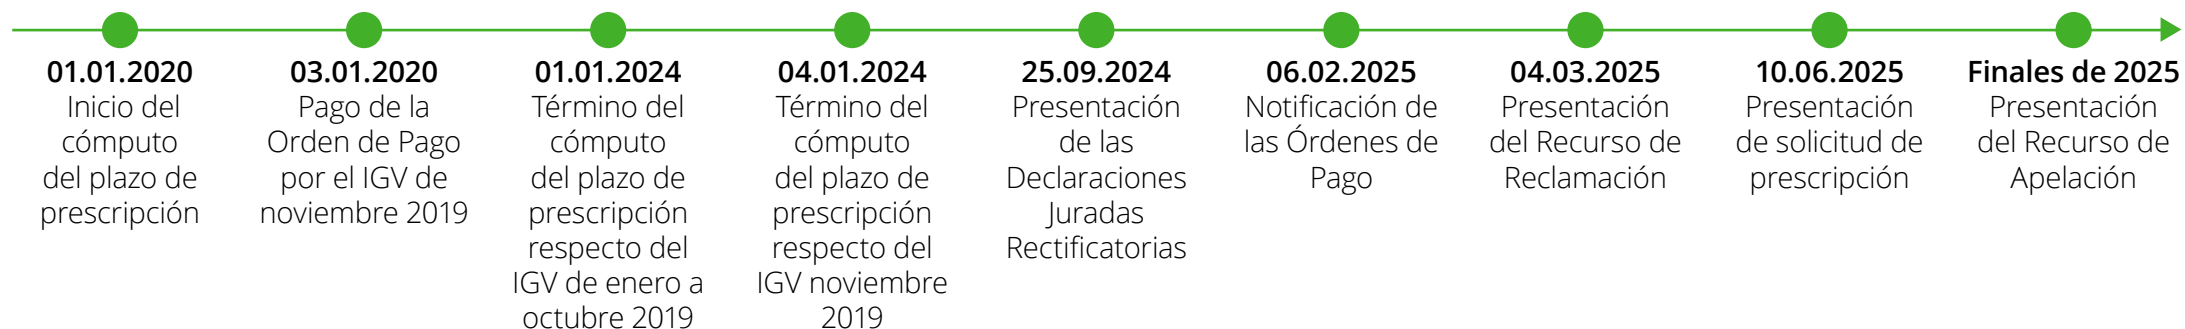 01.01.2020
Inicio del
cómputo
del plazo de
prescripción
03.01.2020
Pago de la
Orden de Pago
por el IGV de
noviembre 2019
01.01.2024
Término del
cómputo
del plazo de
prescripción
respecto del
IGV de enero a
octubre 2019
04.01.2024
Término del
cómputo
del plazo de
prescripción
respecto del
IGV noviembre
2019
25.09.2024
Presentación
de las
Declaraciones
Juradas
Rectificatorias
06.02.2025
Notificación de
las Órdenes de
Pago
04.03.2025
Presentación
del Recurso de
Reclamación
10.06.2025
Presentación
de solicitud de
prescripción
Finales de 2025
Presentación
del Recurso de
Apelación